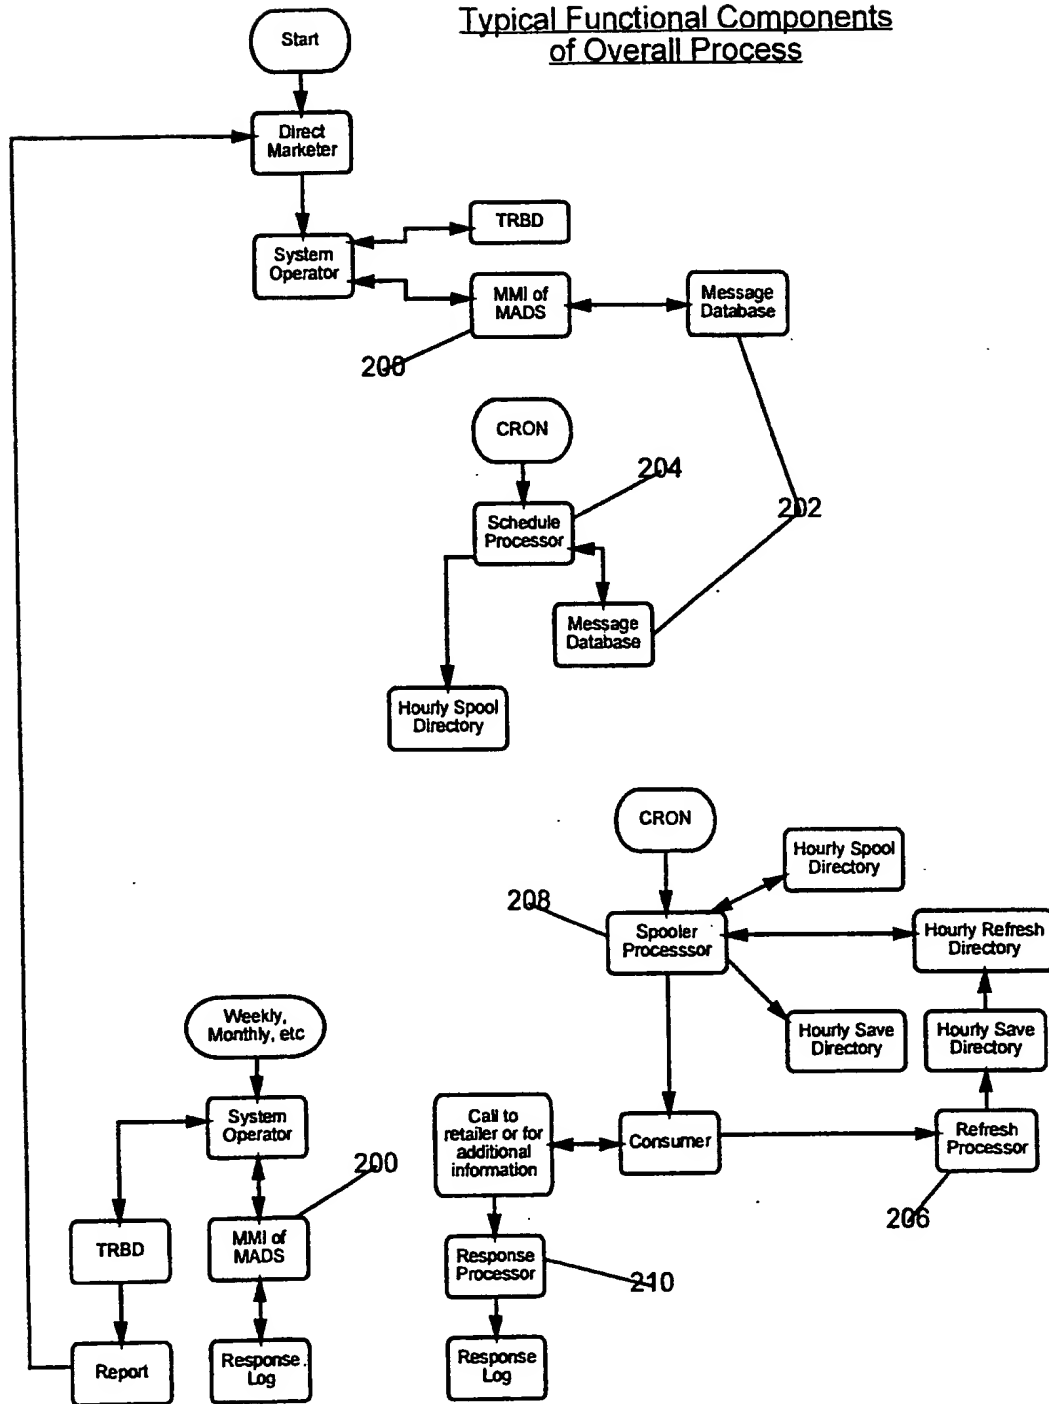 Typical Functional Components
of Overall Process
Start
Direct
Marketer
System
Operator
TRBD
MMI of
MADS
Message
Database
200
CRON
204
Schedule
Processor
202
Message
Database
Hourly Spool
Directory
CRON
Hourly Spool
Directory
208
Spooler
Processsor
Hourly Refresh
Directory
Hourly Save
Directory
Hourly Save
Directory
Weekly,
Monthly, etc
System
Operator
Call to
retailer or for
additional
information
Consumer
Refresh
Processor
200
206
TRBD
MMI of
MADS
Response
Processor
210
Report
Response
Log
Response
Log